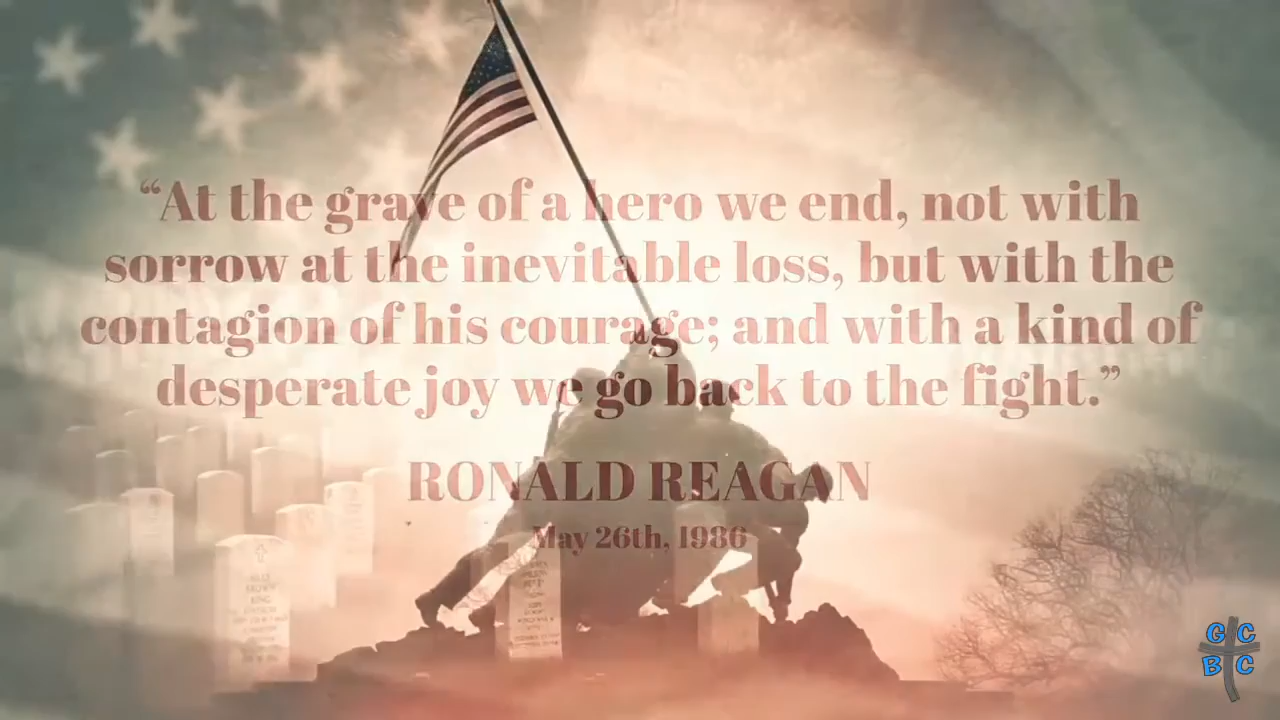 “At the grave of a hero we end, not with
sorrow at the inevitable loss, but with the
contagion of his courage; and with a kind of
desperate joy we go back to the fight.”
RONALD REAGAN
May 26th, 1986
G C
B C